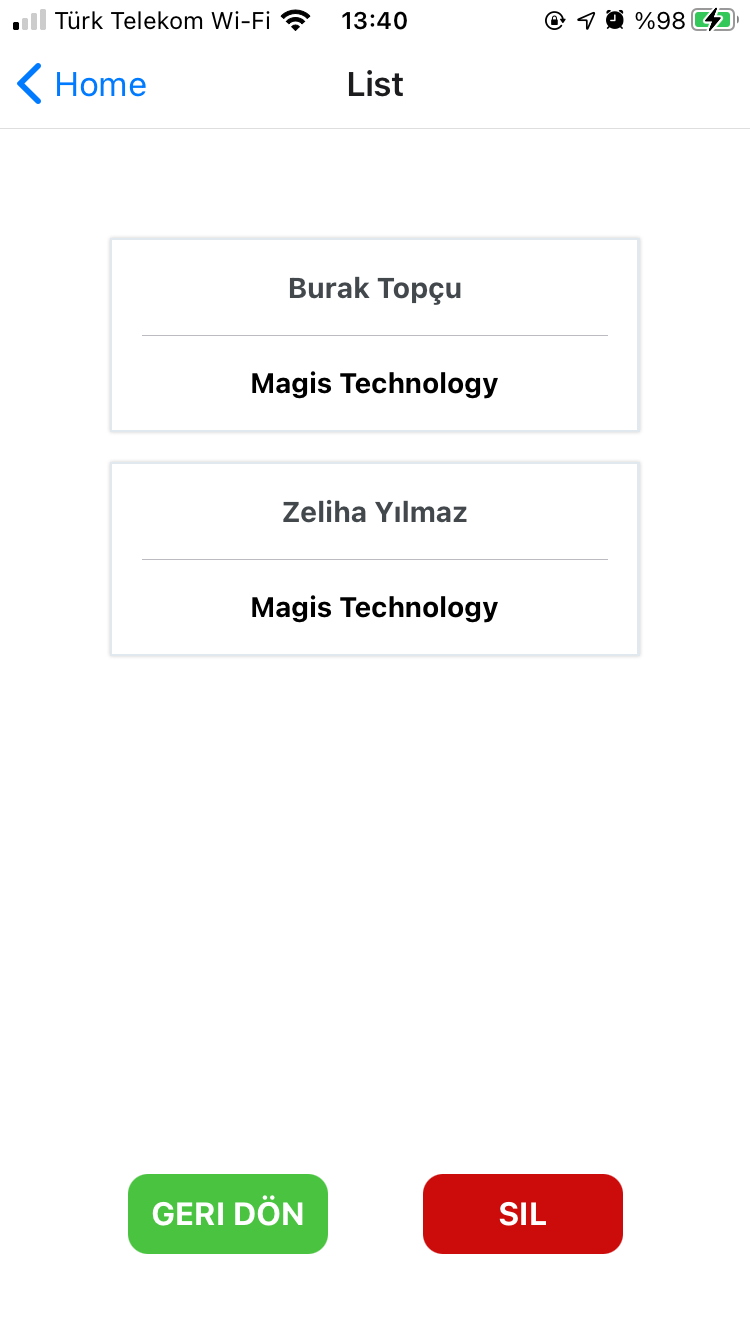 Türk Telekom Wi-Fi 13:40 %98
Home List
Burak Topçu
Magis Technology
Zeliha Yılmaz
Magis Technology
GERI DÖN SIL